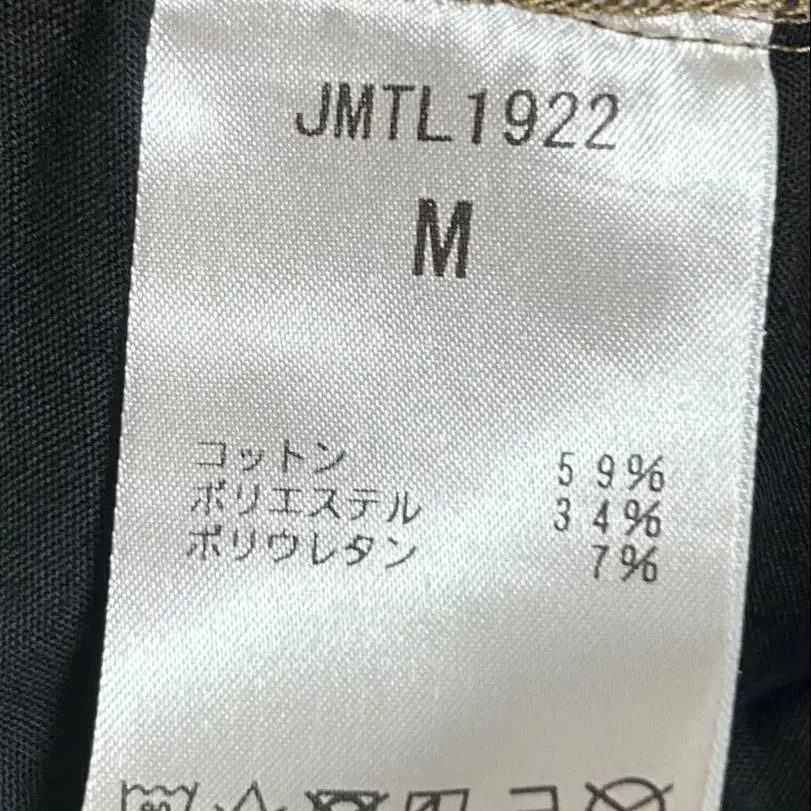 JMTL1922
M
コットン 59%
ポリエステル 34%
ポリウレタン 7%